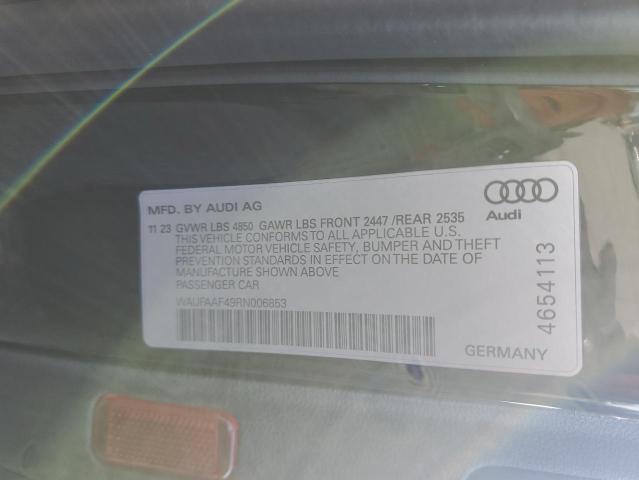 MFD. BY AUDI AG
11 23 GVWR LBS 4850 GAWR LBS FRONT 2447 /REAR 2535
THIS VEHICLE CONFORMS TO ALL APPLICABLE U.S.
FEDERAL MOTOR VEHICLE SAFETY, BUMPER AND THEFT
PREVENTION STANDARDS IN EFFECT ON THE DATE OF
MANUFACTURE SHOWN ABOVE
PASSENGER CAR
WAUFAAF49RN006853
Audi
4654113
GERMANY